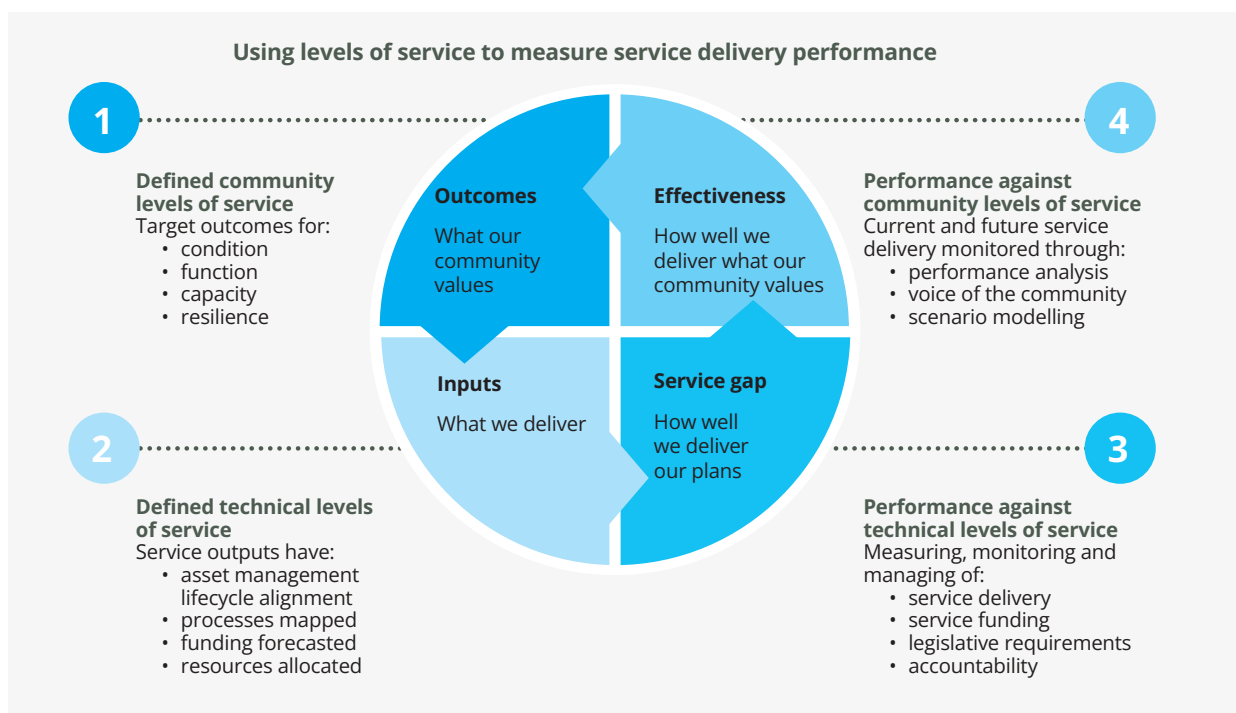 Using levels of service to measure service delivery performance
1
Defined community
levels of service
Target outcomes for:
• condition
• function
• capacity
• resilience
Outcomes
What our
community
values
Effectiveness
How well we
deliver what our
community values
4
Performance against
community levels of service
Current and future service
delivery monitored through:
• performance analysis
• voice of the community
• scenario modelling
2
Defined technical levels
of service
Service outputs have:
• asset management
lifecycle alignment
• processes mapped
• funding forecasted
• resources allocated
Inputs
What we deliver
Service gap
How well
we deliver
our plans
3
Performance against
technical levels of service
Measuring, monitoring and
managing of:
• service delivery
• service funding
• legislative requirements
• accountability